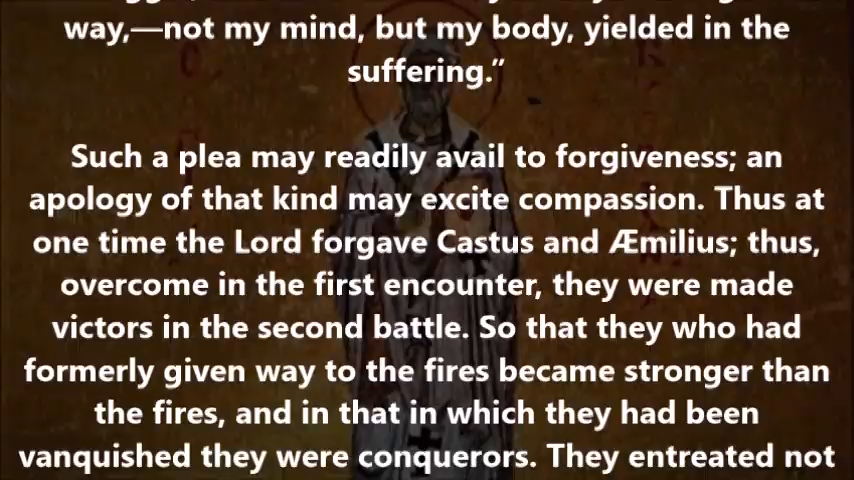 way,—not my mind, but my body, yielded in the
suffering.”
Such a plea may readily avail to forgiveness; an
apology of that kind may excite compassion. Thus at
one time the Lord forgave Castus and Æmilius; thus,
overcome in the first encounter, they were made
victors in the second battle. So that they who had
formerly given way to the fires became stronger than
the fires, and in that in which they had been
vanquished they were conquerors. They entreated not